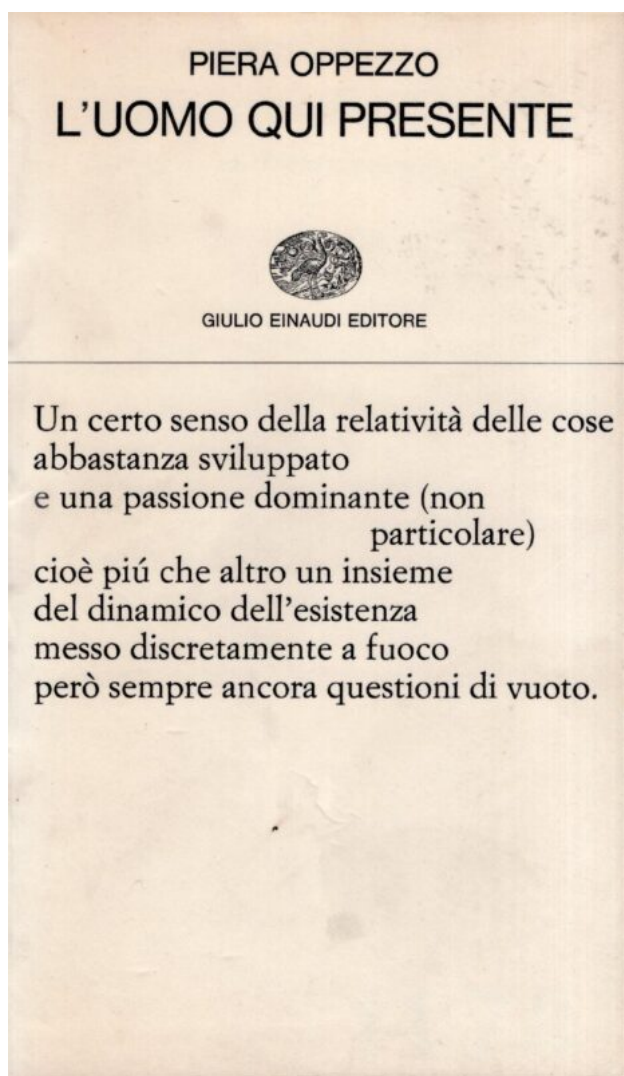 PIERA OPPEZZO
L'UOMO QUI PRESENTE
GIULIO EINAUDI EDITORE
Un certo senso della relatività delle cose
abbastanza sviluppato
e una passione dominante (non
particolare)
cioè piú che altro un insieme
del dinamico dell'esistenza
messo discretamente a fuoco
però sempre ancora questioni di vuoto.